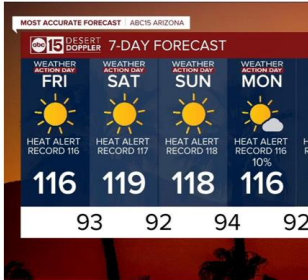 MOST ACCURATE FORECAST ABC15 ARIZONA
abc 15 DESERT DOPPLER 7-DAY FORECAST
WEATHER ACTION DAY
FRI
HEAT ALERT
RECORD 116
116
WEATHER ACTION DAY
SAT
HEAT ALERT
RECORD 117
119
WEATHER ACTION DAY
SUN
HEAT ALERT
RECORD 118
118
WEATHER ACTION DAY
MON
HEAT ALERT
RECORD 116
10%
116
93 92 94 92